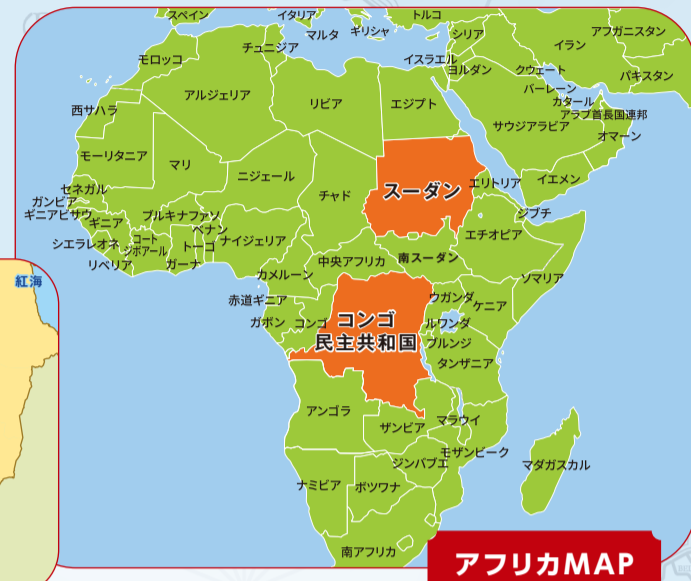 スペイン
イタリア
トルコ
マルタ
ギリシャ
シリア
アフガニスタン
チュニジア
イラン
モロッコ
イスラエル
ヨルダン
クウェート
パキスタン
バーレーン
カタール
アルジェリア
リビア
エジプト
西サハラ
アラブ首長国連邦
サウジアラビア
オマーン
モーリタニア
マリ
ニジェール
チャド
スーダン
エリトリア
イエメン
セネガル
ガンビア
ギニアビサウ
ギニア
ブルキナファソ
ベナン
ジブチ
シエラレオネ
コート
ジボアール
トーゴ
ナイジェリア
エチオピア
リベリア
ガーナ
中央アフリカ
南スーダン
カメルーン
ソマリア
紅海
赤道ギニア
ウガンダ
ケニア
ガボン
コンゴ
コンゴ
民主共和国
ルワンダ
ブルンジ
タンザニア
アンゴラ
ザンビア
マラウイ
モザンビーク
ジンバブエ
マダガスカル
ナミビア
ボツワナ
南アフリカ
アフリカMAP